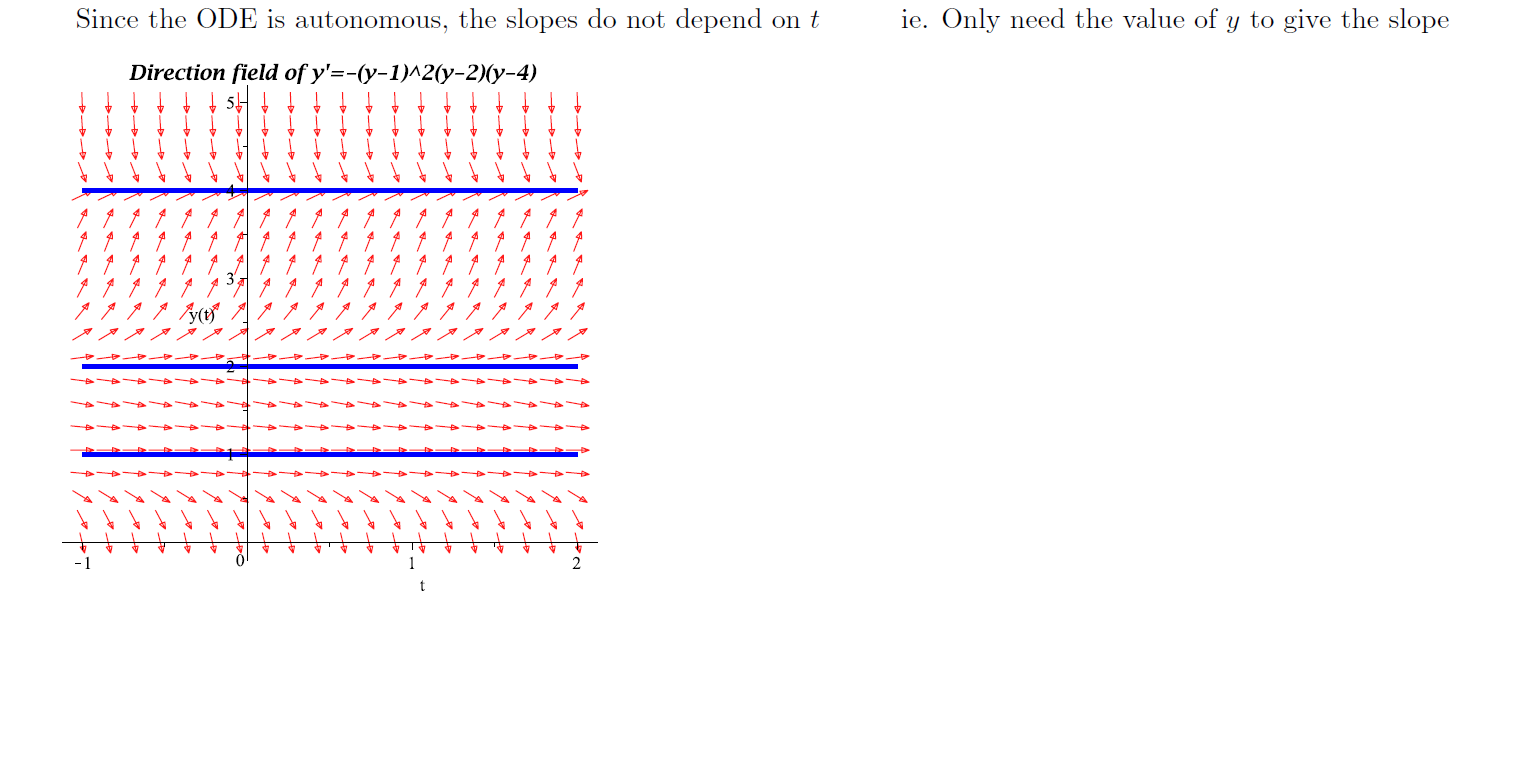 Since the ODE is autonomous, the slopes do not depend on t ie. Only need the value of y to give the slope
Direction field of y'=-(y-1)^2(y-2)(y-4)
5
4
3
y(t)
2
1
-1 0 1 2
t